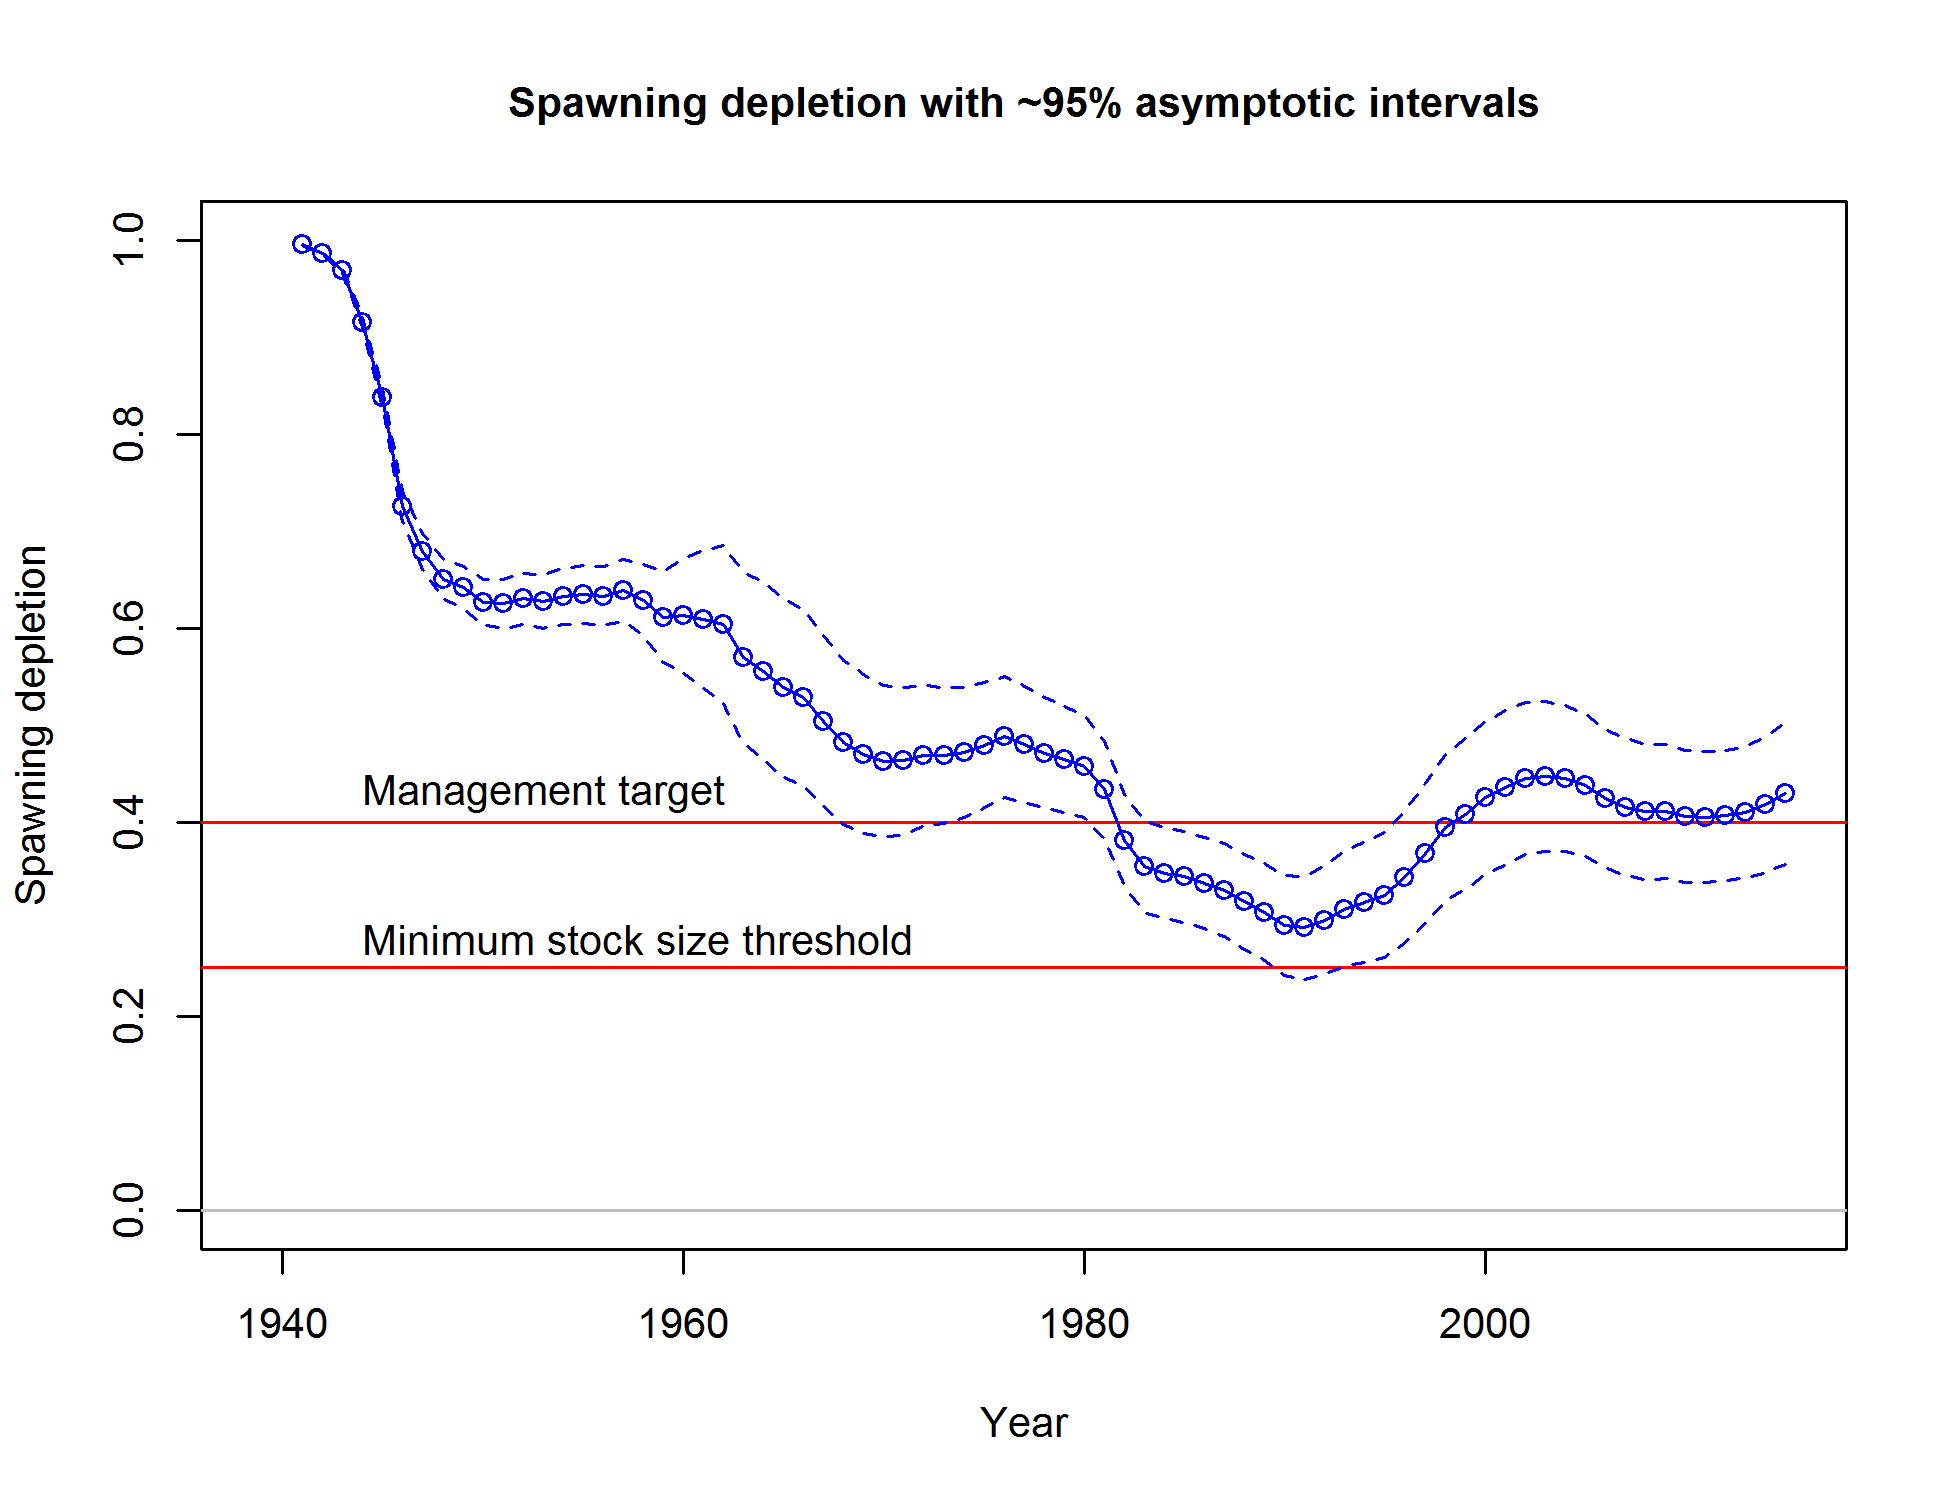 Spawning depletion with ~95% asymptotic intervals
Spawning depletion
1.0
0.8
0.6
0.4
0.2
0.0
Management target
Minimum stock size threshold
1940
1960
1980
2000
Year